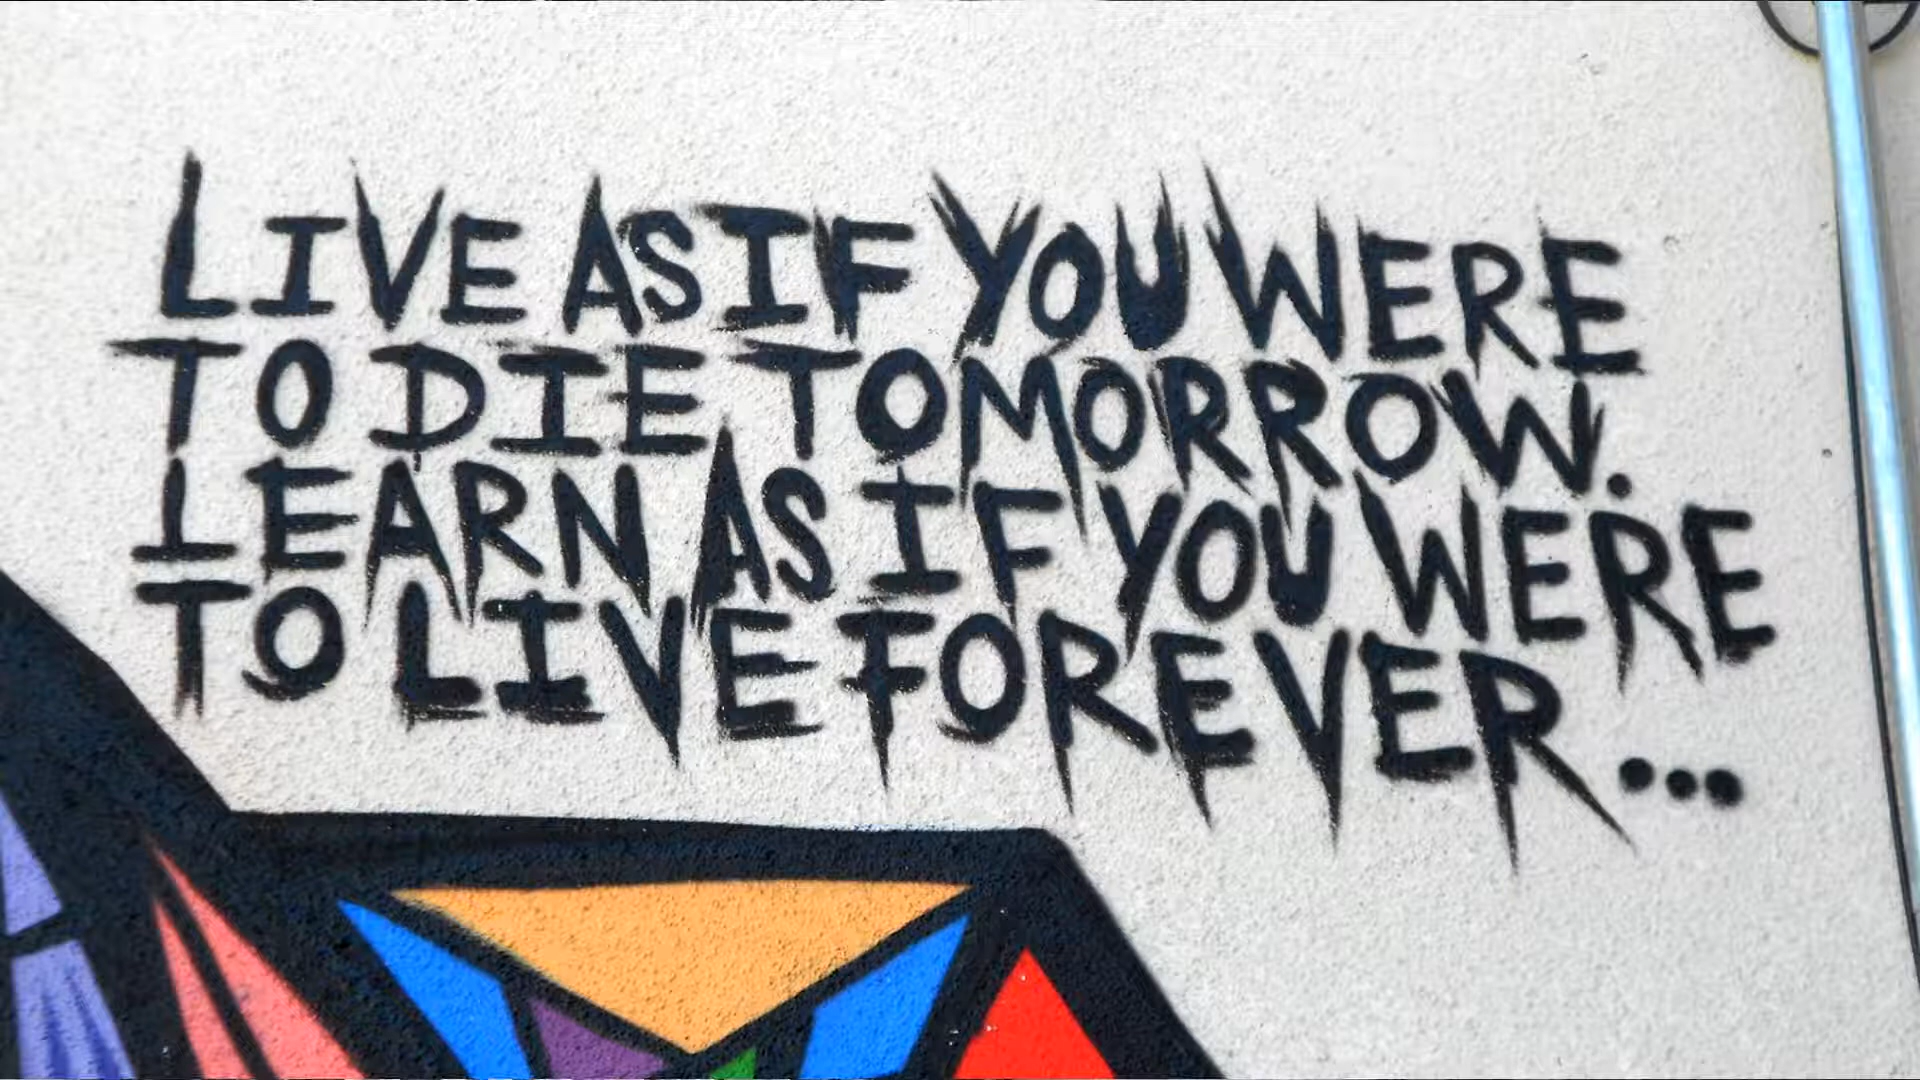 LIVE AS IF YOU WERE
TO DIE TOMORROW.
LEARN AS IF YOU WERE
TO LIVE FOREVER...